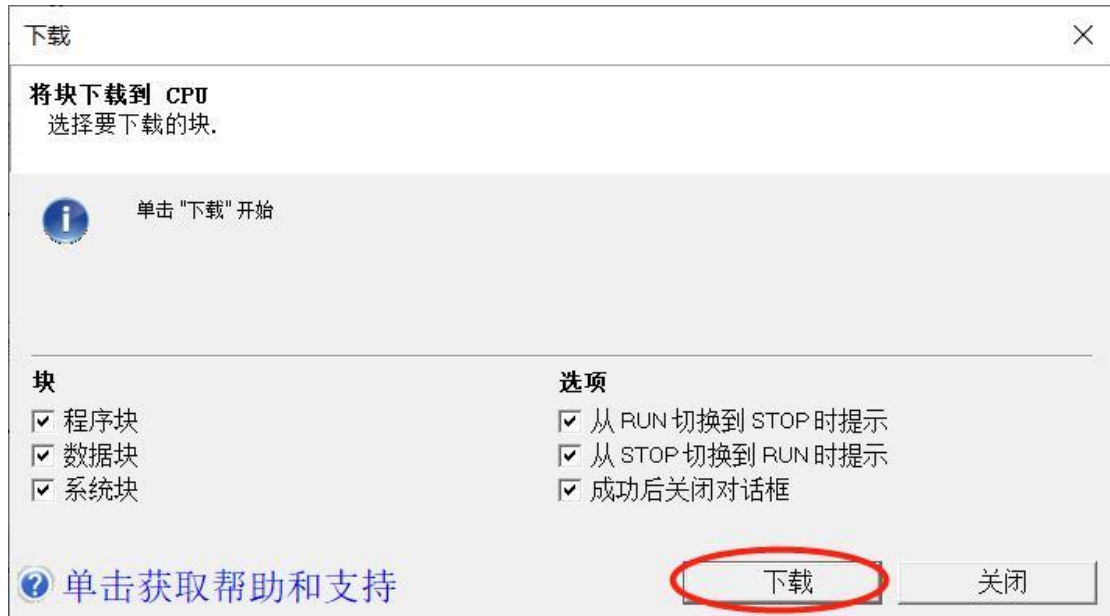 下载
将块下载到 CPU
选择要下载的块.
单击 "下载" 开始
块
程序块
数据块
系统块
选项
从 RUN 切换到 STOP 时提示
从 STOP 切换到 RUN 时提示
成功后关闭对话框
单击获取帮助和支持
下载
关闭